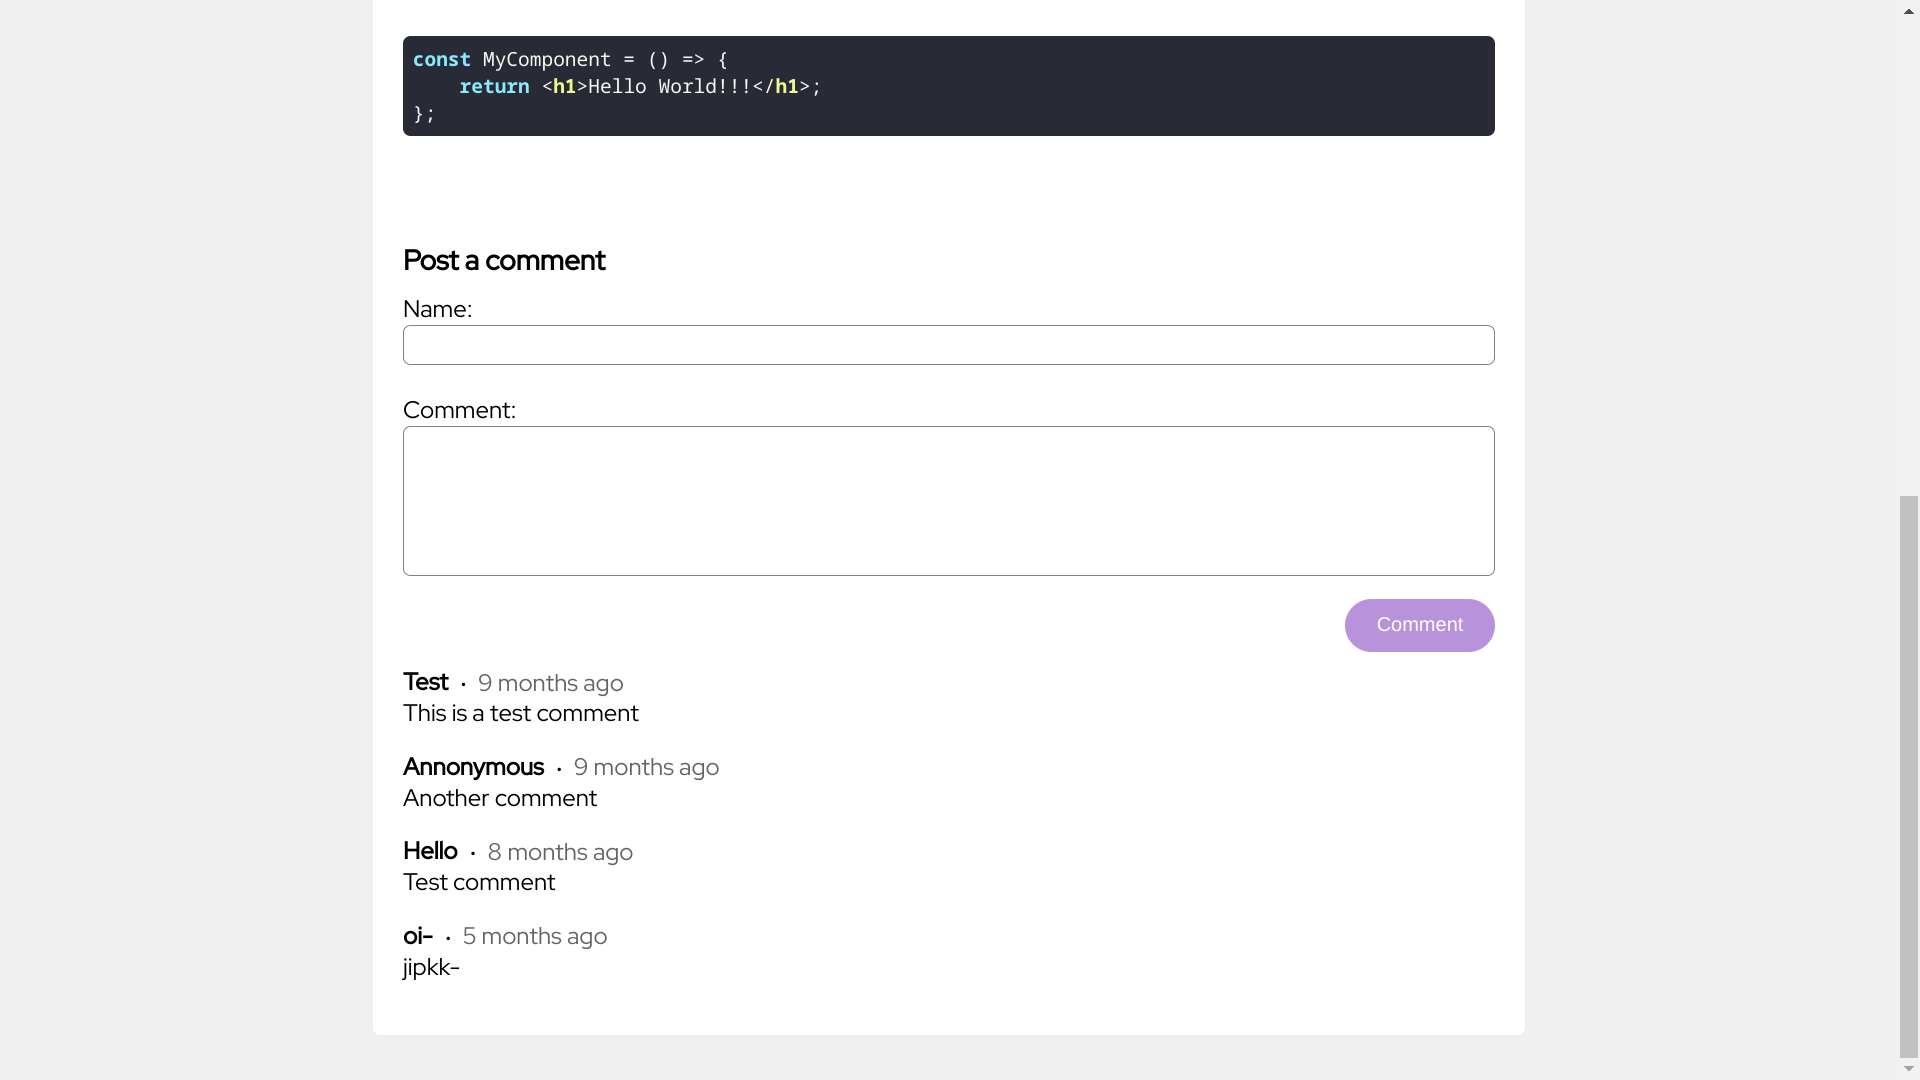 const MyComponent = () => {
    return <h1>Hello World!!!</h1>;
};
Post a comment
Name:
Comment:
Comment
Test · 9 months ago
This is a test comment
Annonymous · 9 months ago
Another comment
Hello · 8 months ago
Test comment
oi- · 5 months ago
jipkk-